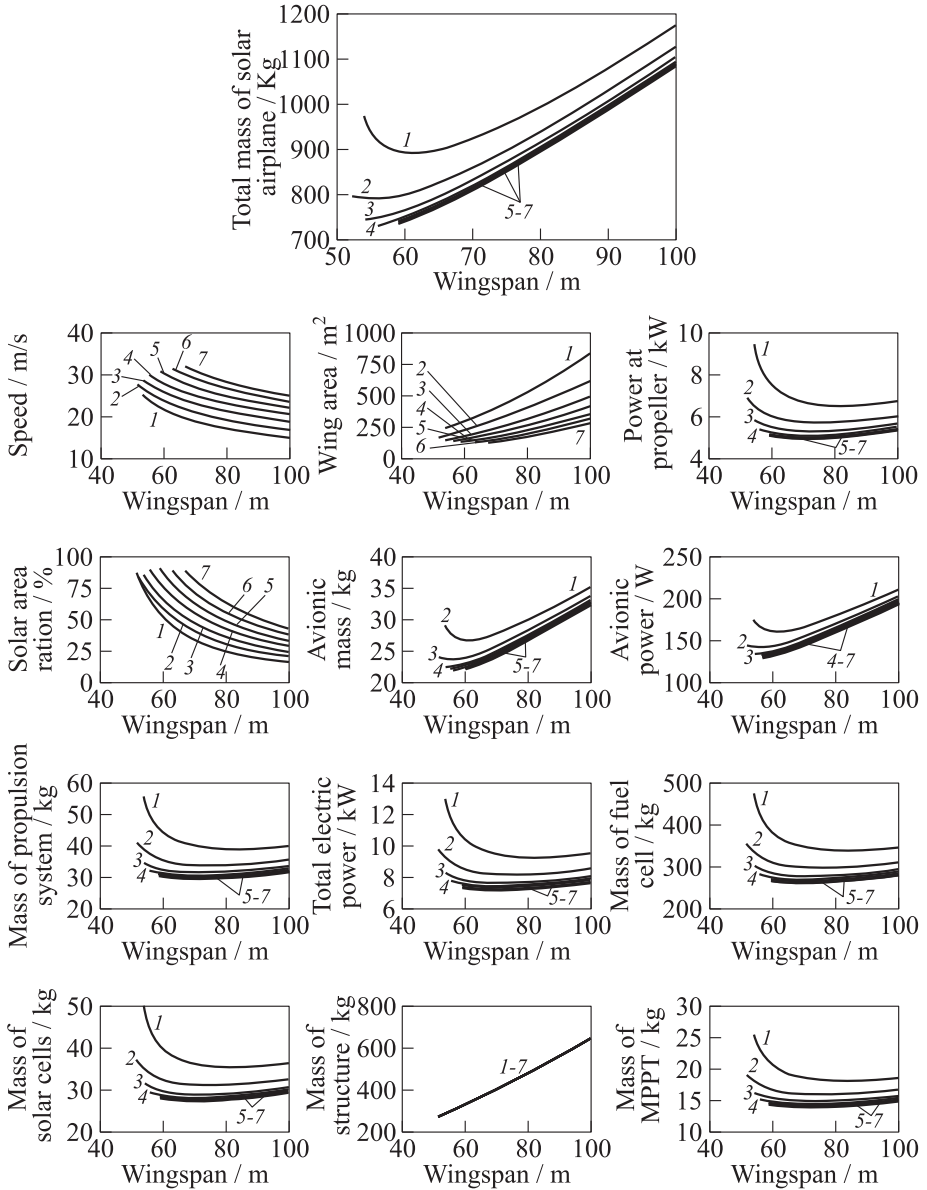 Total mass of solar
airplane / Kg
1200
1100
1000
900
800
700
1
2
3
4
5-7
50 60 70 80 90 100
Wingspan / m
Speed / m/s
40
30
20
10
1
2
3
4
5
6
7
40 60 80 100
Wingspan / m
Wing area / m²
1000
750
500
250
0
1
2
3
4
5
6
7
40 60 80 100
Wingspan / m
Power at
propeller / kW
10
8
6
4
1
2
3
4
5-7
40 60 80 100
Wingspan / m
Solar area
ration / %
100
75
50
25
0
1
2
3
4
5
6
7
40 60 80 100
Wingspan / m
Avionic
mass / kg
40
35
30
25
20
1
2
3
4
5-7
40 60 80 100
Wingspan / m
Avionic
power / W
250
200
150
100
1
2
3
4-7
40 60 80 100
Wingspan / m
Mass of propulsion
system / kg
60
50
40
30
20
1
2
3
4
5-7
40 60 80 100
Wingspan / m
Total electric
power / kW
14
12
10
8
6
1
2
3
4
5-7
40 60 80 100
Wingspan / m
Mass of fuel
cell / kg
500
400
300
200
1
2
3
4
5-7
40 60 80 100
Wingspan / m
Mass of
solar cells / kg
50
40
30
20
1
2
3
4
5-7
40 60 80 100
Wingspan / m
Mass of
structure / kg
800
600
400
200
1-7
40 60 80 100
Wingspan / m
Mass of
MPPT / kg
30
25
20
15
10
1
2
3
4
5-7
40 60 80 100
Wingspan / m